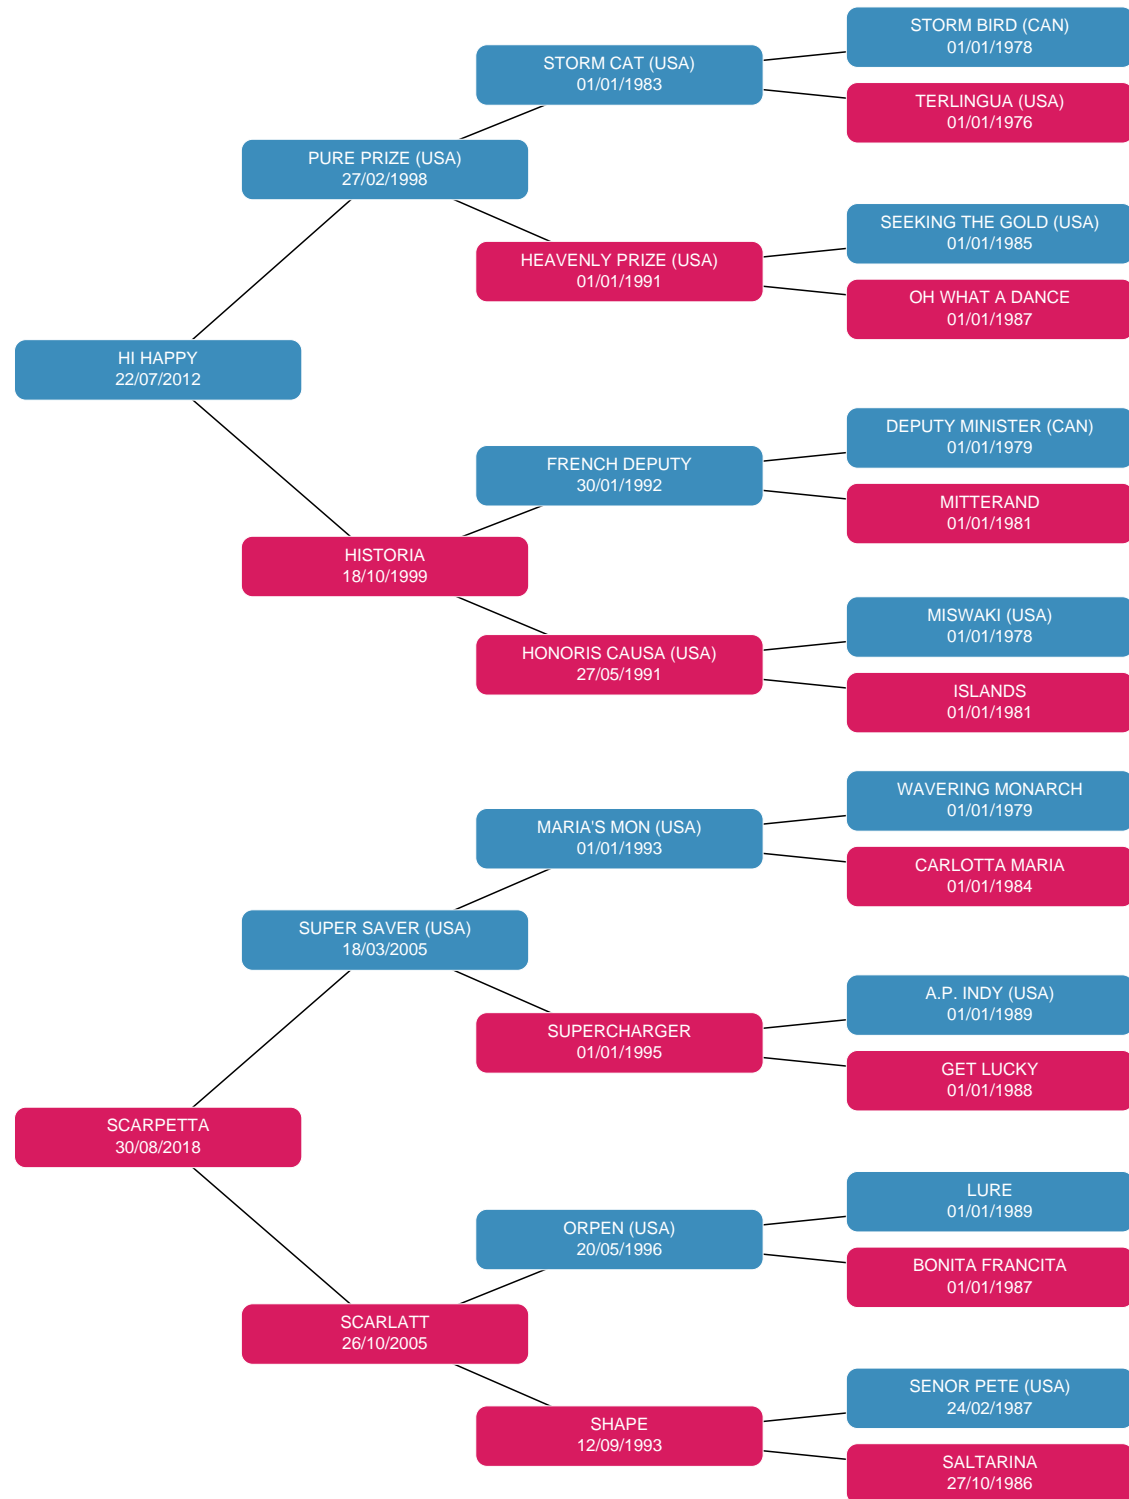 STORM BIRD (CAN)
01/01/1978
STORM CAT (USA)
01/01/1983
TERLINGUA (USA)
01/01/1976
PURE PRIZE (USA)
27/02/1998
SEEKING THE GOLD (USA)
01/01/1985
HEAVENLY PRIZE (USA)
01/01/1991
OH WHAT A DANCE
01/01/1987
HI HAPPY
22/07/2012
DEPUTY MINISTER (CAN)
01/01/1979
FRENCH DEPUTY
30/01/1992
MITTERAND
01/01/1981
HISTORIA
18/10/1999
MISWAKI (USA)
01/01/1978
HONORIS CAUSA (USA)
27/05/1991
ISLANDS
01/01/1981
WAVERING MONARCH
01/01/1979
MARIA'S MON (USA)
01/01/1993
CARLOTTA MARIA
01/01/1984
SUPER SAVER (USA)
18/03/2005
A.P. INDY (USA)
01/01/1989
SUPERCHARGER
01/01/1995
GET LUCKY
01/01/1988
SCARPETTA
30/08/2018
LURE
01/01/1989
ORPEN (USA)
20/05/1996
BONITA FRANCITA
01/01/1987
SCARLATT
26/10/2005
SENOR PETE (USA)
24/02/1987
SHAPE
12/09/1993
SALTARINA
27/10/1986